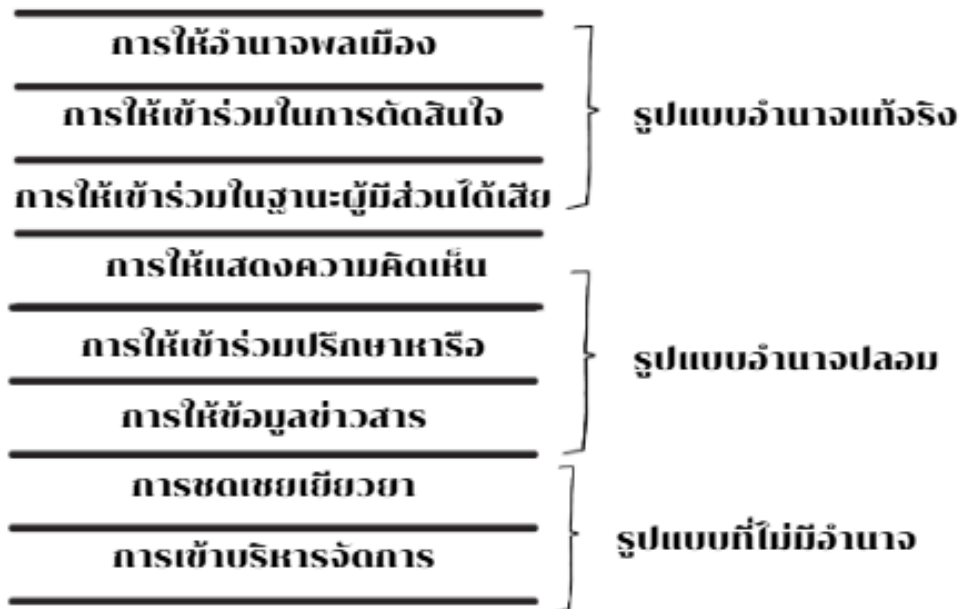 การให้อำนาจพลเมือง
การให้เข้าร่วมในการตัดสินใจ
รูปแบบอำนาจแท้จริง
การให้เข้าร่วมในฐานะผู้มีส่วนได้เสีย
การให้แสดงความคิดเห็น
การให้เข้าร่วมปรึกษาหารือ
รูปแบบอำนาจปลอม
การให้ข้อมูลข่าวสาร
การชดเชยเยียวยา
การเข้าบริหารจัดการ
รูปแบบที่ไม่มีอำนาจ